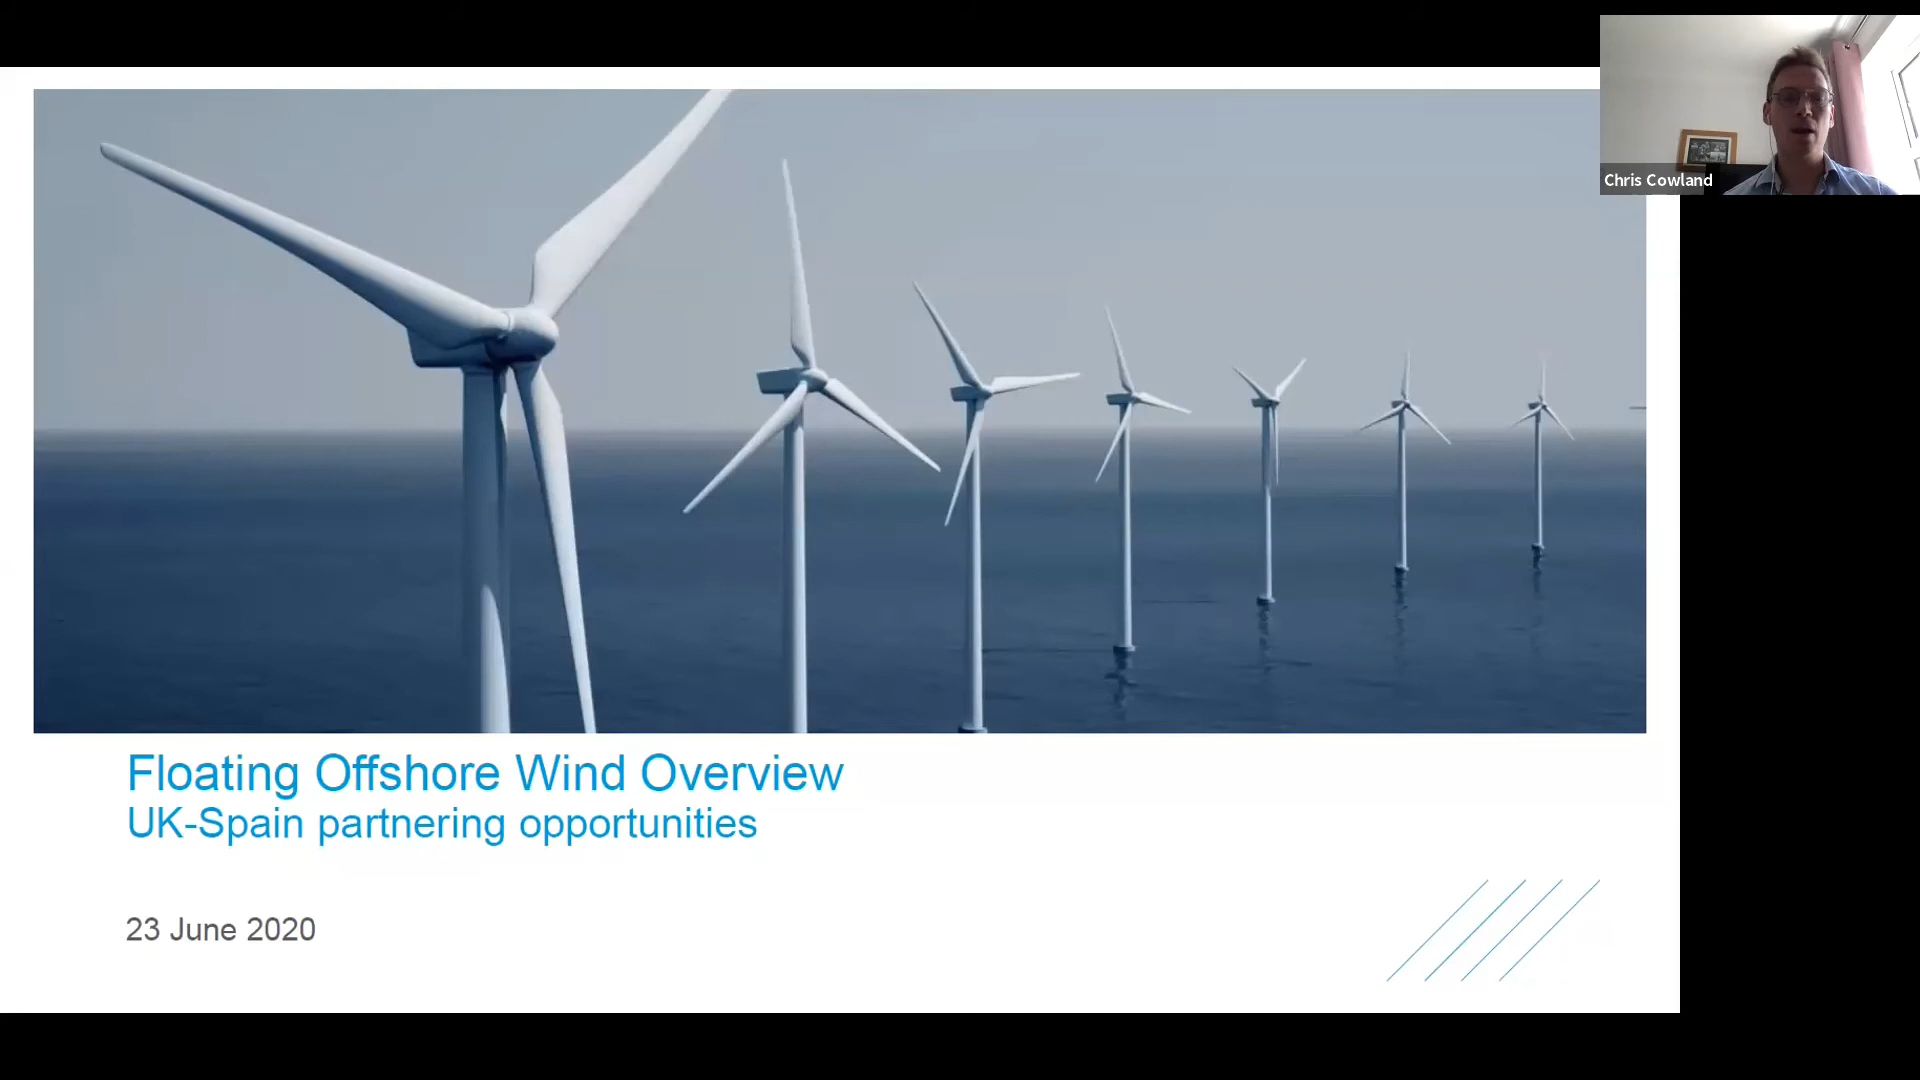 Chris Cowland
Floating Offshore Wind Overview
UK-Spain partnering opportunities
23 June 2020